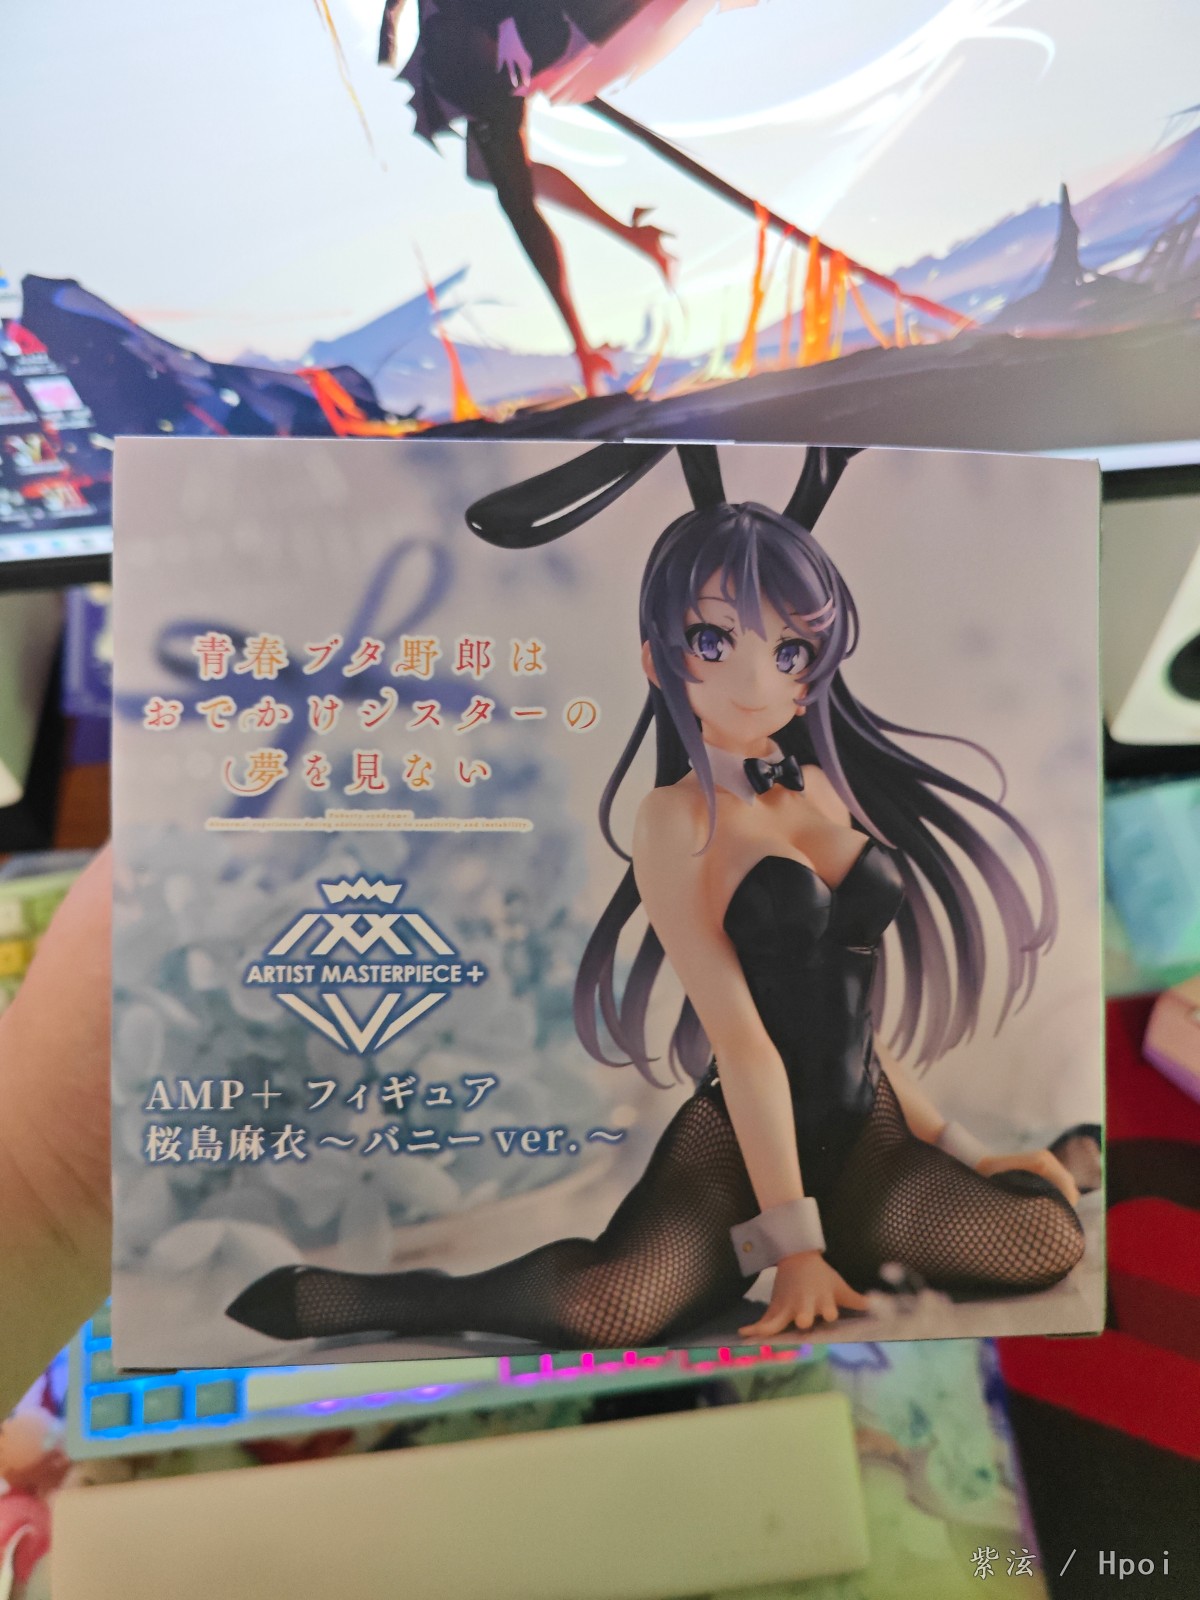 青春ブタ野郎は
おでかけシスターの
夢を見ない
ARTIST MASTERPIECE+
AMP+ フィギュア
桜島麻衣～バニーver.～
紫泫 / Hpoi